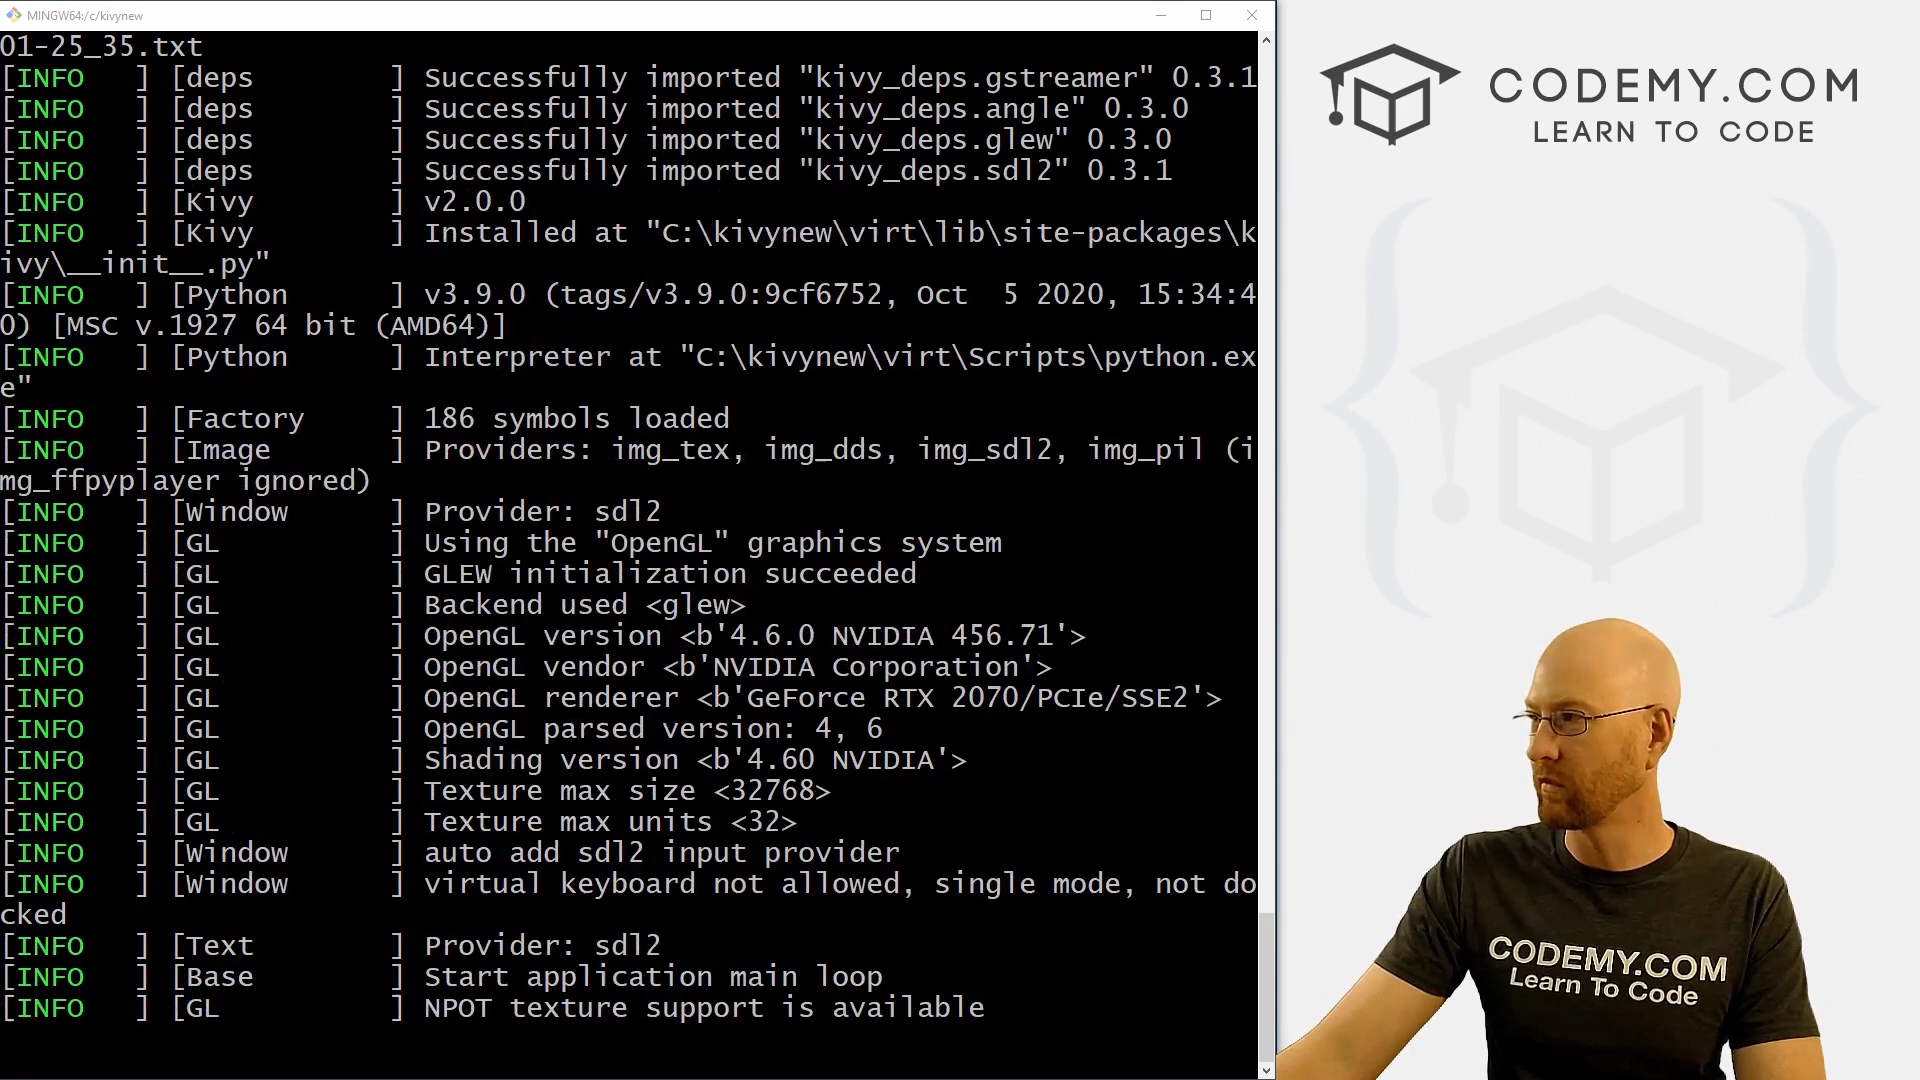 MINGW64:/c/kivynew
01-25_35.txt
[INFO   ] [deps        ] Successfully imported "kivy_deps.gstreamer" 0.3.1
[INFO   ] [deps        ] Successfully imported "kivy_deps.angle" 0.3.0
[INFO   ] [deps        ] Successfully imported "kivy_deps.glew" 0.3.0
[INFO   ] [deps        ] Successfully imported "kivy_deps.sdl2" 0.3.1
[INFO   ] [Kivy        ] v2.0.0
[INFO   ] [Kivy        ] Installed at "C:\kivynew\virt\lib\site-packages\k
ivy\__init__.py"
[INFO   ] [Python      ] v3.9.0 (tags/v3.9.0:9cf6752, Oct  5 2020, 15:34:4
0) [MSC v.1927 64 bit (AMD64)]
[INFO   ] [Python      ] Interpreter at "C:\kivynew\virt\Scripts\python.ex
e"
[INFO   ] [Factory     ] 186 symbols loaded
[INFO   ] [Image       ] Providers: img_tex, img_dds, img_sdl2, img_pil (i
mg_ffpyplayer ignored)
[INFO   ] [Window      ] Provider: sdl2
[INFO   ] [GL          ] Using the "OpenGL" graphics system
[INFO   ] [GL          ] GLEW initialization succeeded
[INFO   ] [GL          ] Backend used <glew>
[INFO   ] [GL          ] OpenGL version <b'4.6.0 NVIDIA 456.71'>
[INFO   ] [GL          ] OpenGL vendor <b'NVIDIA Corporation'>
[INFO   ] [GL          ] OpenGL renderer <b'GeForce RTX 2070/PCIe/SSE2'>
[INFO   ] [GL          ] OpenGL parsed version: 4, 6
[INFO   ] [GL          ] Shading version <b'4.60 NVIDIA'>
[INFO   ] [GL          ] Texture max size <32768>
[INFO   ] [GL          ] Texture max units <32>
[INFO   ] [Window      ] auto add sdl2 input provider
[INFO   ] [Window      ] virtual keyboard not allowed, single mode, not do
cked
[INFO   ] [Text        ] Provider: sdl2
[INFO   ] [Base        ] Start application main loop
[INFO   ] [GL          ] NPOT texture support is available
CODEMY.COM
LEARN TO CODE
CODEMY.COM
Learn To Code